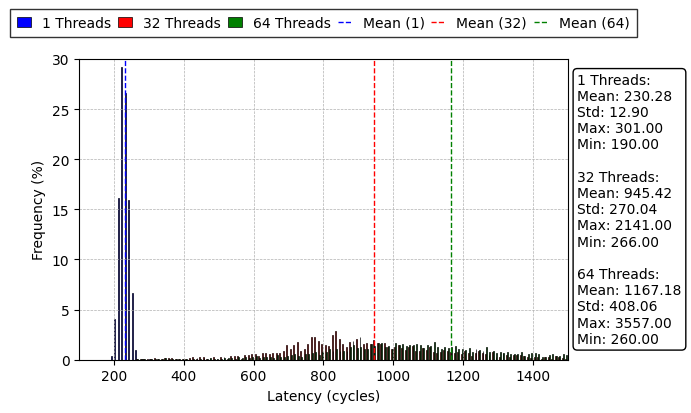 1 Threads 32 Threads 64 Threads Mean (1) Mean (32) Mean (64)
30
25
20
15
10
5
0
Frequency (%)
200 400 600 800 1000 1200 1400
Latency (cycles)
1 Threads:
Mean: 230.28
Std: 12.90
Max: 301.00
Min: 190.00
32 Threads:
Mean: 945.42
Std: 270.04
Max: 2141.00
Min: 266.00
64 Threads:
Mean: 1167.18
Std: 408.06
Max: 3557.00
Min: 260.00